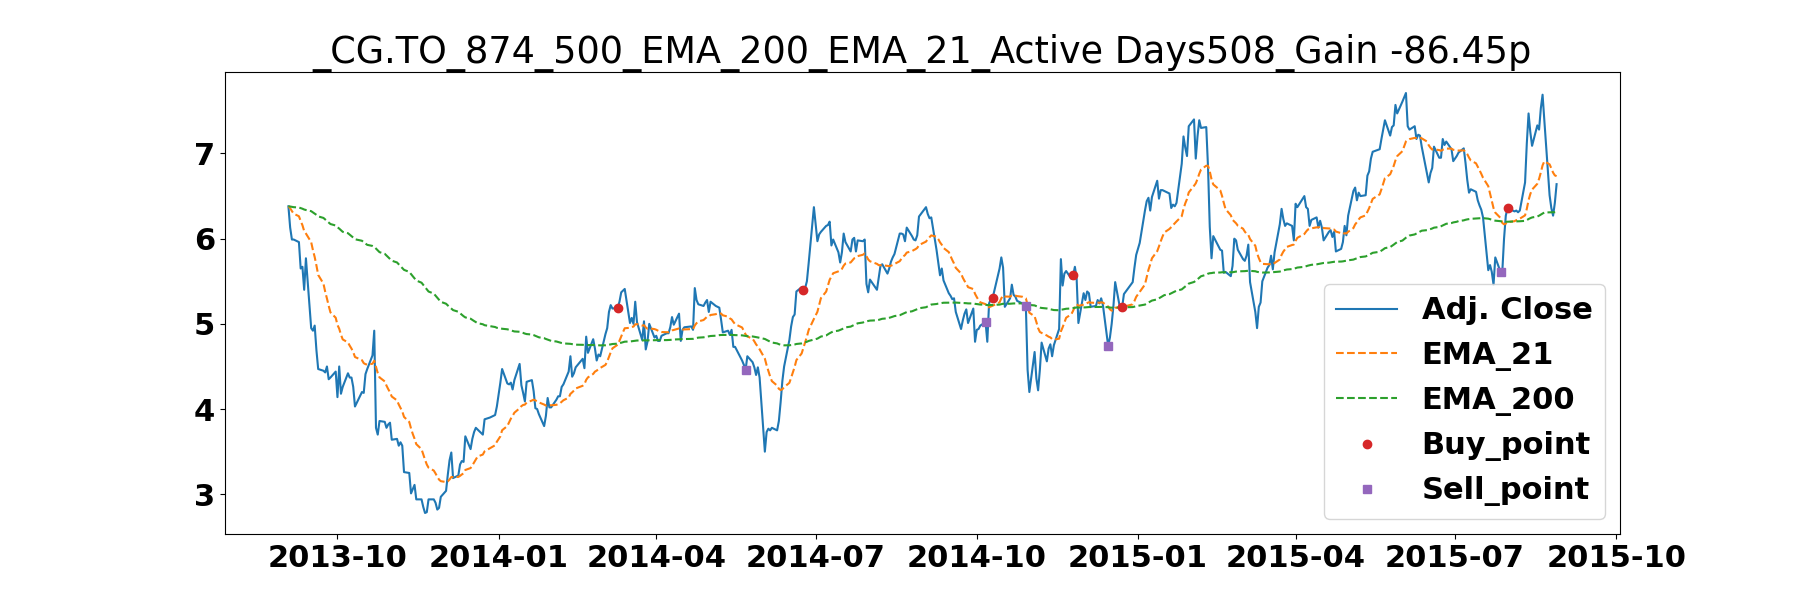 _CG.TO_874_500_EMA_200_EMA_21_Active Days508_Gain -86.45p
7
6
5
4
3
Adj. Close
EMA_21
EMA_200
Buy_point
Sell_point
2013-10 2014-01 2014-04 2014-07 2014-10 2015-01 2015-04 2015-07 2015-10